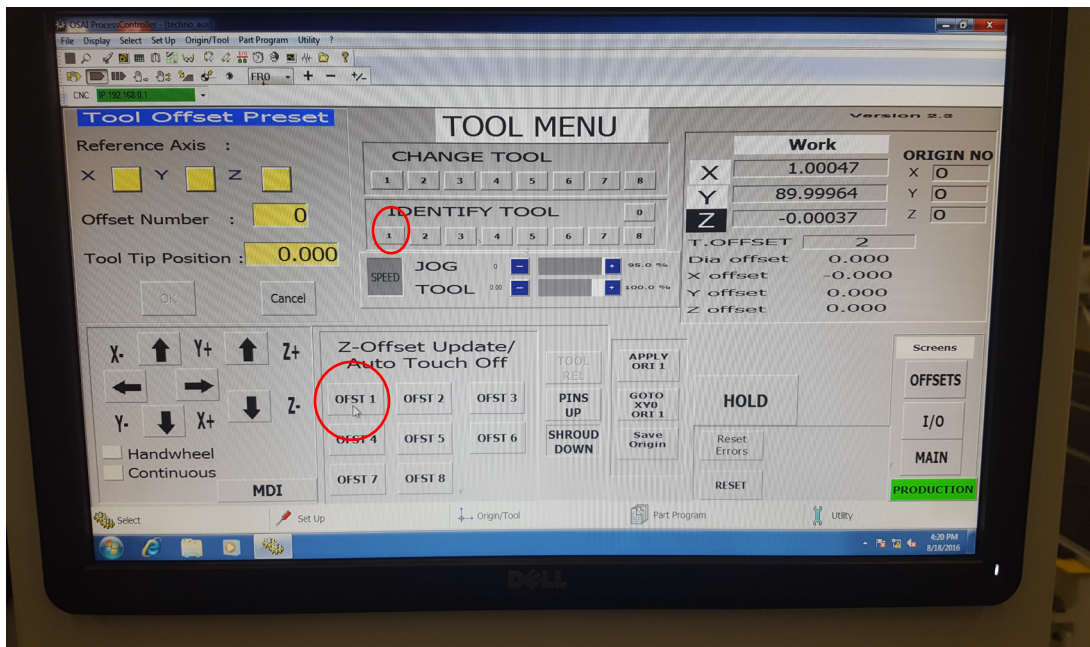 OSAI ProcessController - [techno_aux]
File Display Select Set Up Origin/Tool Part Program Utility ?
FR0 + - +/-
CNC IP:192.168.0.1
Tool Offset Preset
TOOL MENU
Version 2.3
Reference Axis :
X Y Z
Offset Number : 0
Tool Tip Position : 0.000
OK Cancel
CHANGE TOOL
1 2 3 4 5 6 7 8
IDENTIFY TOOL 0
1 2 3 4 5 6 7 8
SPEED
JOG 0 - + 95.0 %
TOOL 0.00 - + 100.0 %
Work
X 1.00047
Y 89.99964
Z -0.00037
ORIGIN NO
X 0
Y 0
Z 0
T.OFFSET 2
Dia offset 0.000
X offset -0.000
Y offset 0.000
Z offset 0.000
X- Y+ Z+
Y- X+ Z-
Handwheel
Continuous
MDI
Z-Offset Update/
Auto Touch Off
OFST 1 OFST 2 OFST 3
OFST 4 OFST 5 OFST 6
OFST 7 OFST 8
TOOL
REL
PINS
UP
SHROUD
DOWN
APPLY
ORI 1
GOTO
XY0
ORI 1
Save
Origin
HOLD
Reset
Errors
RESET
Screens
OFFSETS
I/O
MAIN
PRODUCTION
Select Set Up Origin/Tool Part Program Utility
4:20 PM
8/18/2016
DELL